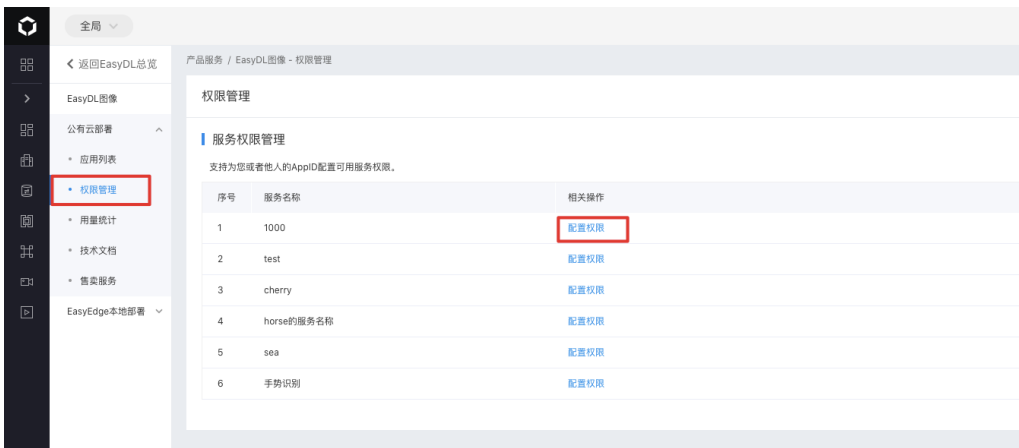 全局
返回EasyDL总览
产品服务 / EasyDL图像 - 权限管理
EasyDL图像
权限管理
公有云部署
服务权限管理
应用列表
支持为您或者他人的AppID配置可用服务权限。
权限管理
序号 服务名称 相关操作
用量统计
1 1000 配置权限
技术文档
2 test 配置权限
售卖服务
3 cherry 配置权限
EasyEdge本地部署
4 horse的服务名称 配置权限
5 sea 配置权限
6 手势识别 配置权限